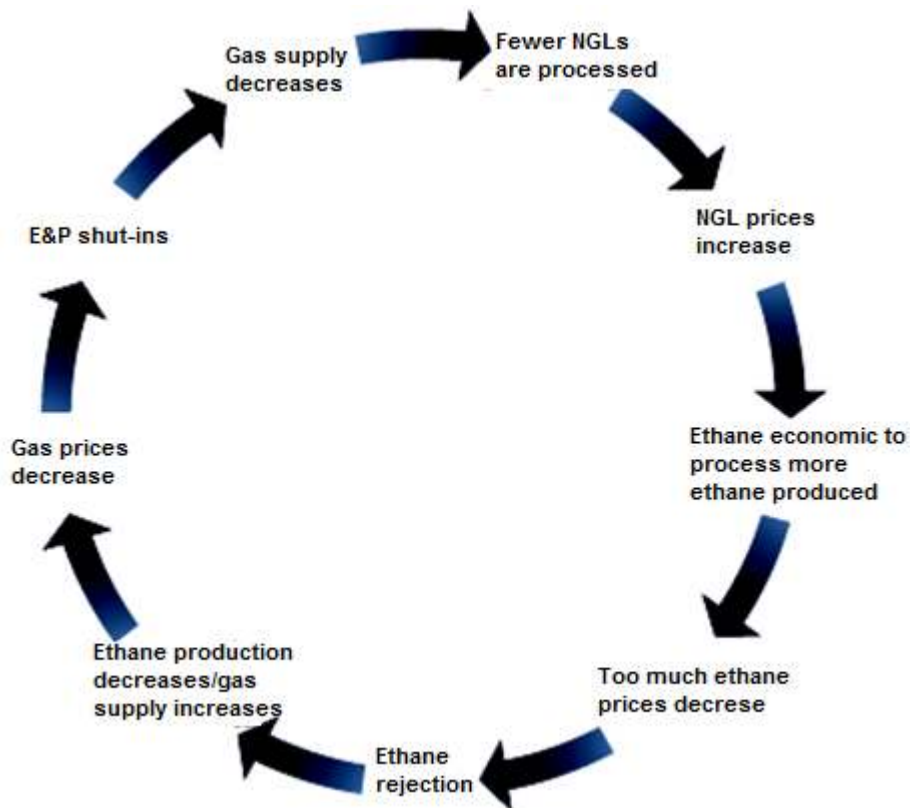 Gas supply
decreases
Fewer NGLs
are processed
NGL prices
increase
Ethane economic to
process more
ethane produced
Too much ethane
prices decrese
Ethane
rejection
Ethane production
decreases/gas
supply increases
Gas prices
decrease
E&P shut-ins